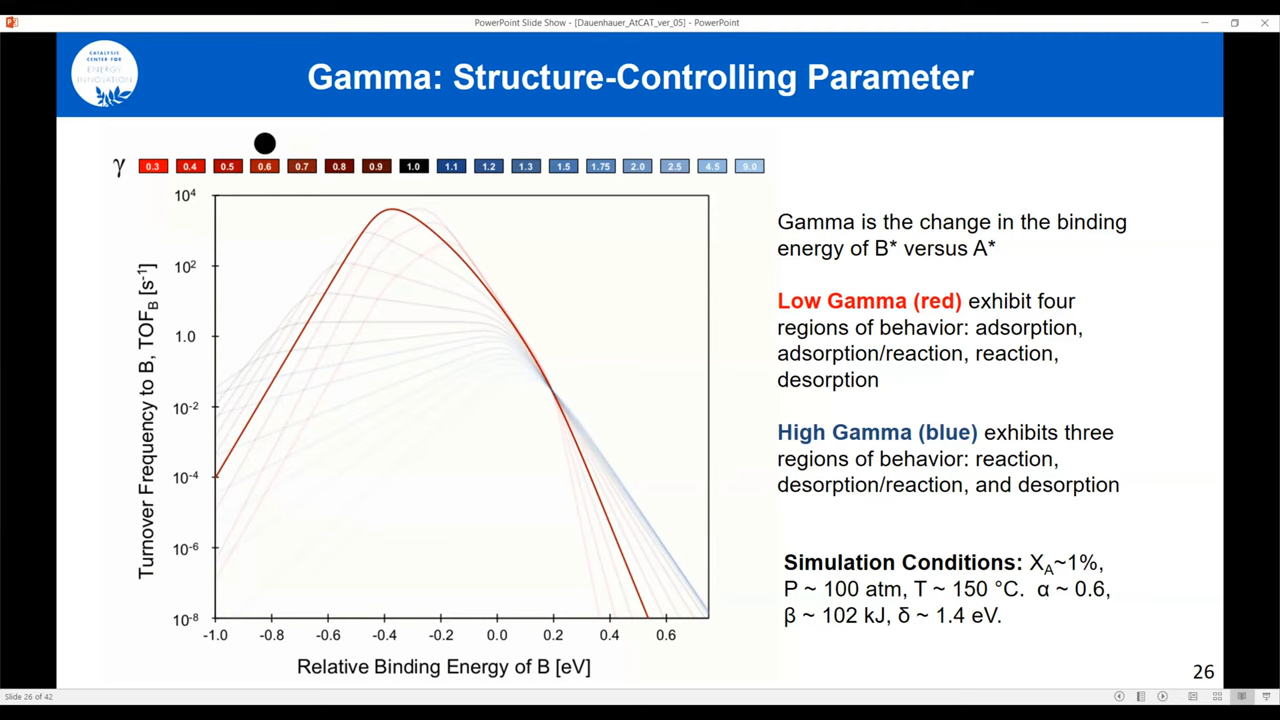 PowerPoint Slide Show - [Dauenhauer_AtCAT_ver_05] - PowerPoint
CATALYSIS
CENTER FOR
ENERGY
INNOVATION
Gamma: Structure-Controlling Parameter
γ 0.3 0.4 0.5 0.6 0.7 0.8 0.9 1.0 1.1 1.2 1.3 1.5 1.75 2.0 2.5 4.5 9.0
Turnover Frequency to B, TOF_B [s⁻¹]
10⁴
10²
1.0
10⁻²
10⁻⁴
10⁻⁶
10⁻⁸
-1.0 -0.8 -0.6 -0.4 -0.2 0.0 0.2 0.4 0.6
Relative Binding Energy of B [eV]
Gamma is the change in the binding
energy of B* versus A*
Low Gamma (red) exhibit four
regions of behavior: adsorption,
adsorption/reaction, reaction,
desorption
High Gamma (blue) exhibits three
regions of behavior: reaction,
desorption/reaction, and desorption
Simulation Conditions: X_A~1%,
P ~ 100 atm, T ~ 150 °C. α ~ 0.6,
β ~ 102 kJ, δ ~ 1.4 eV.
26
Slide 26 of 42